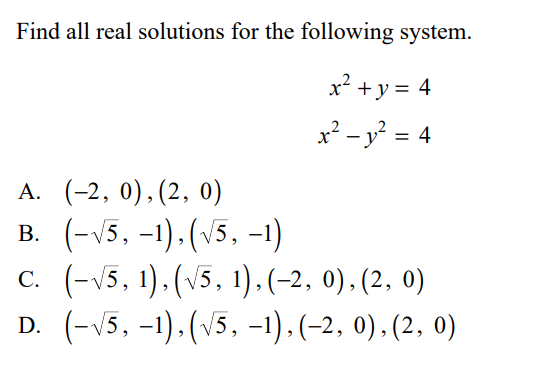 Find all real solutions for the following system.
x² + y = 4
x² − y² = 4
A. (−2, 0), (2, 0)
B. (−√5, −1), (√5, −1)
C. (−√5, 1), (√5, 1), (−2, 0), (2, 0)
D. (−√5, −1), (√5, −1), (−2, 0), (2, 0)